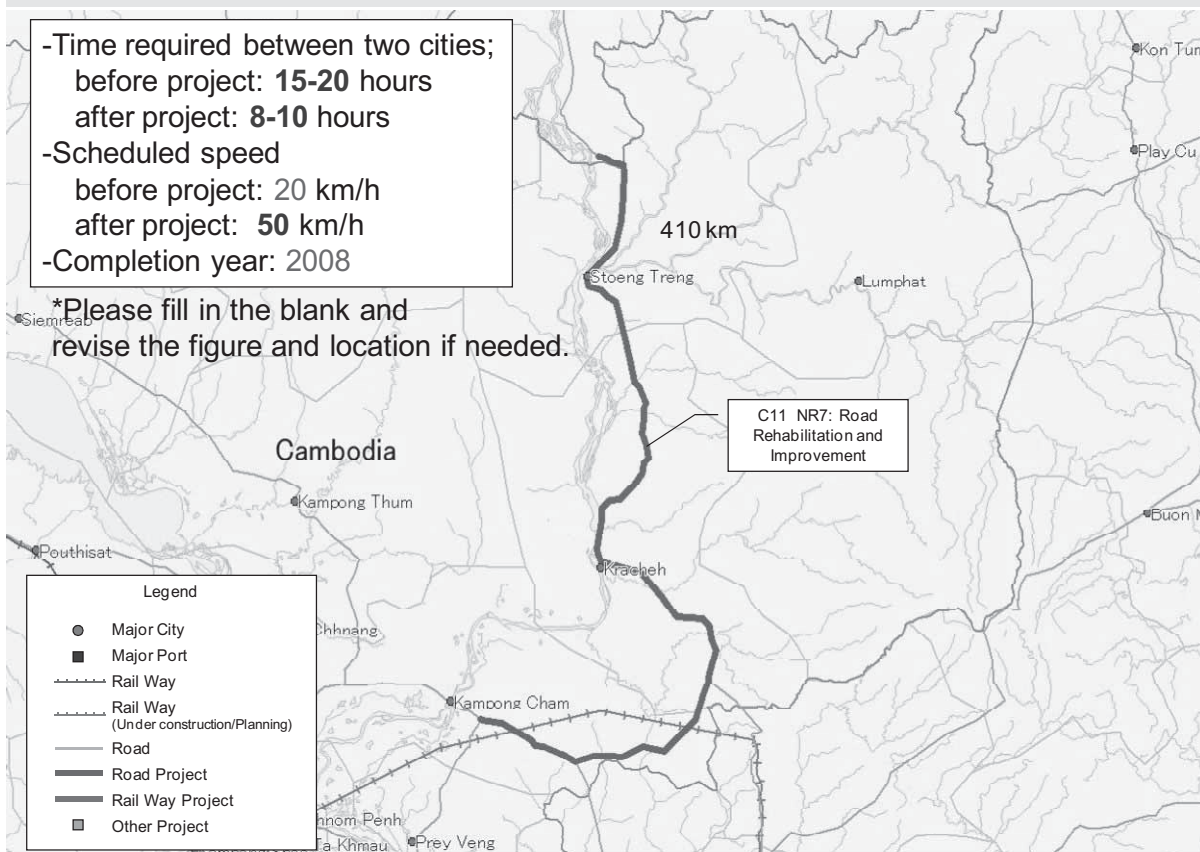 -Time required between two cities;
before project: 15-20 hours
after project: 8-10 hours
-Scheduled speed
before project: 20 km/h
after project: 50 km/h
-Completion year: 2008
*Please fill in the blank and
revise the figure and location if needed.
Kon Tum
Play Cu
410 km
Stoeng Treng
Lumphat
Siemreab
C11 NR7: Road
Rehabilitation and
Improvement
Cambodia
Kampong Thum
Buon M
Pouthisat
Kracheh
Chhnang
Kampong Cham
Legend
Major City
Major Port
Rail Way
Rail Way
(Under construction/Planning)
Road
Road Project
Rail Way Project
Other Project
hnom Penh
Ta Khmau
Prey Veng